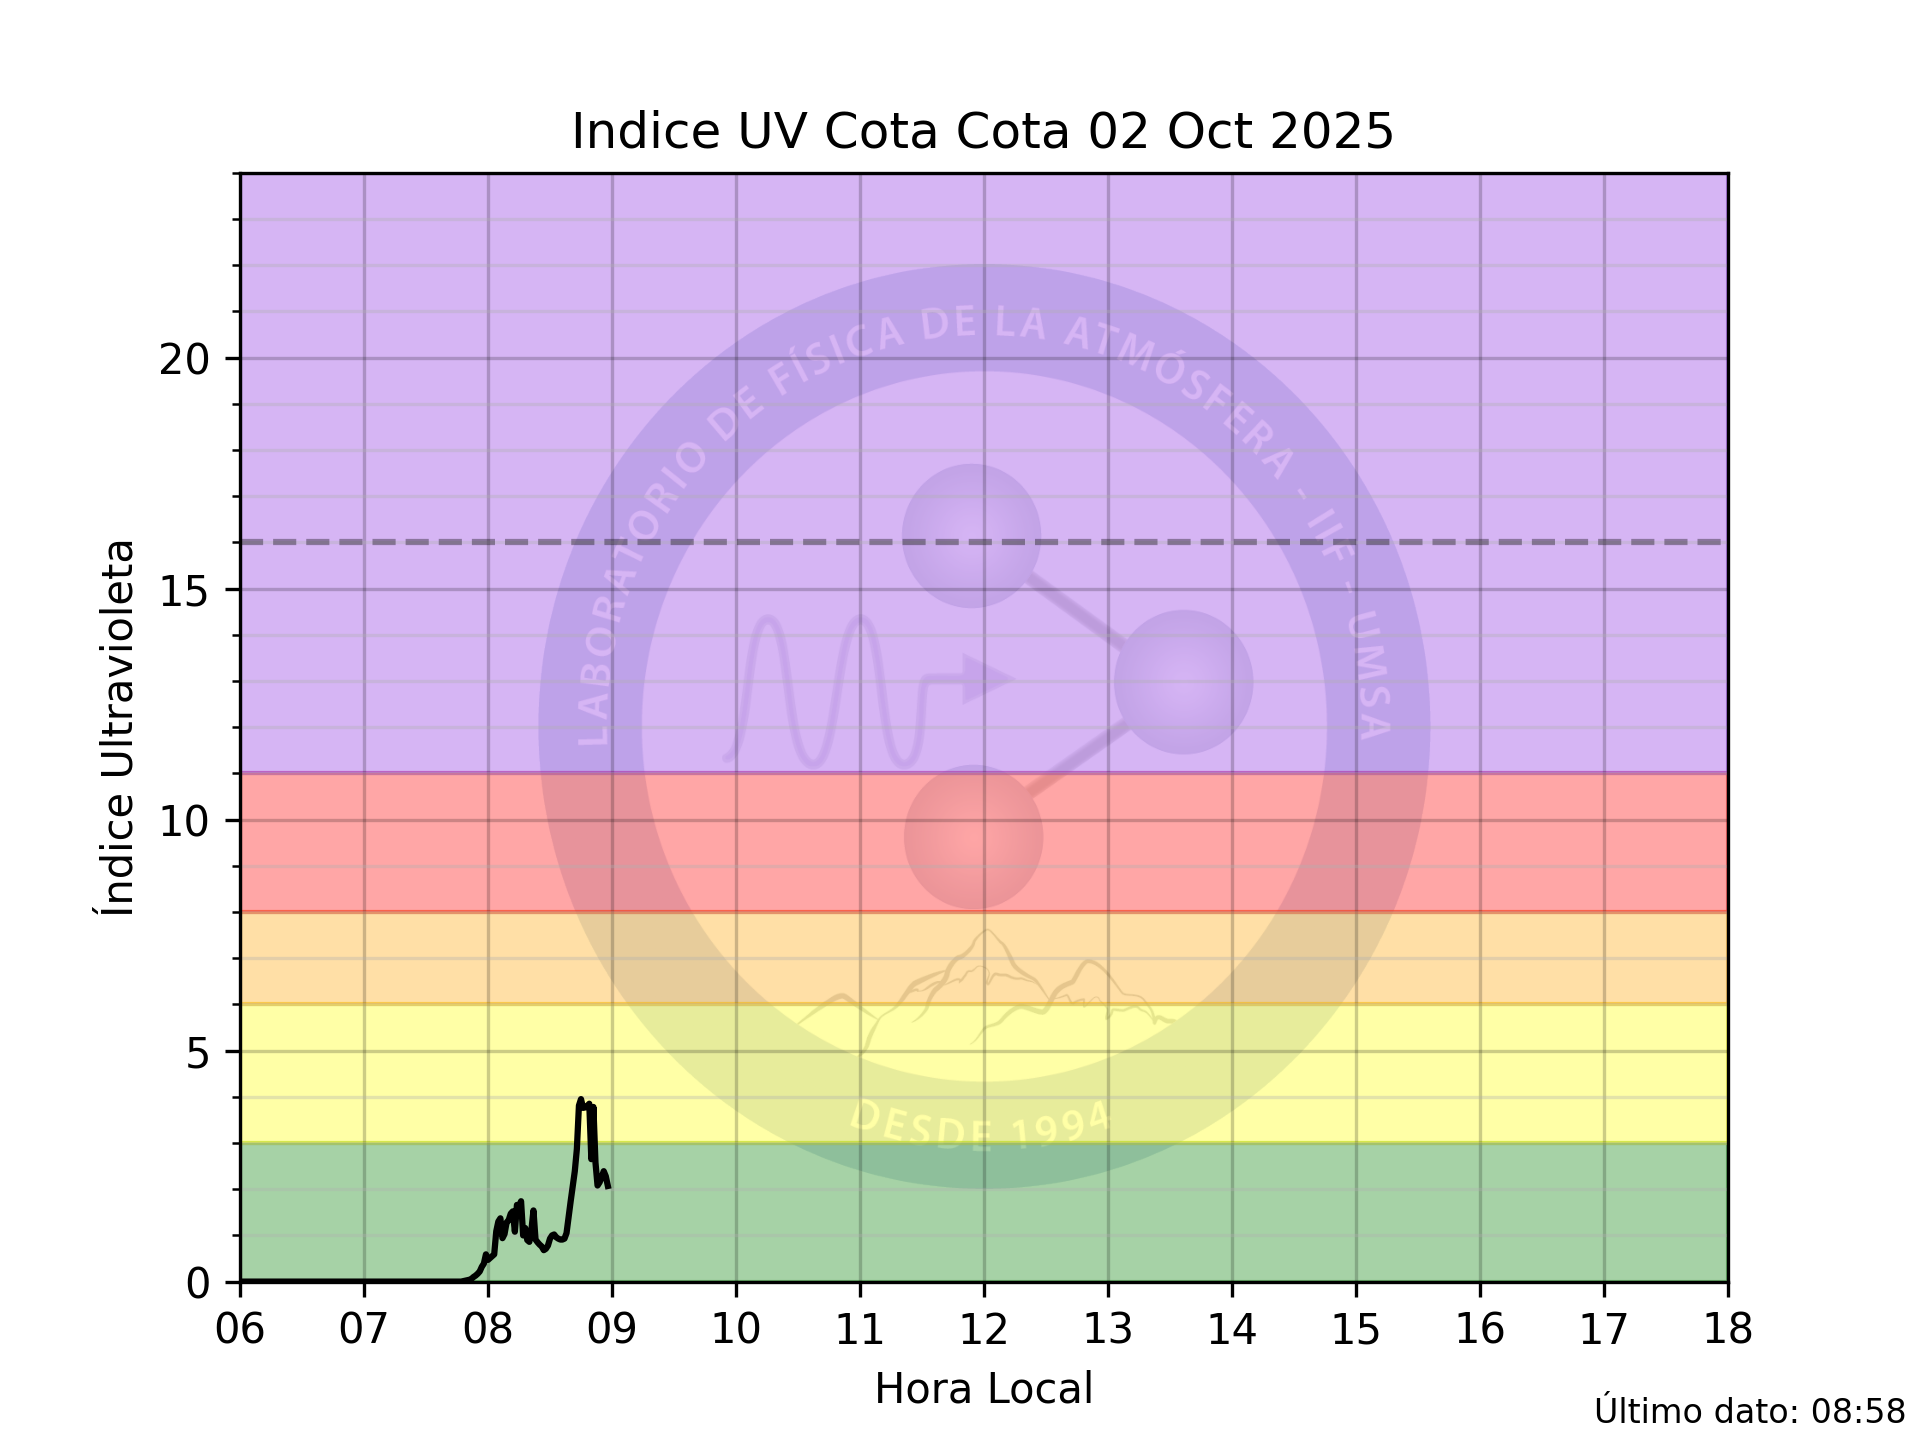 Indice UV Cota Cota 02 Oct 2025
20
15
10
5
0
Índice Ultravioleta
LABORATORIO DE FÍSICA DE LA ATMÓSFERA - IIF - UMSA
DESDE 1994
06 07 08 09 10 11 12 13 14 15 16 17 18
Hora Local
Último dato: 08:58